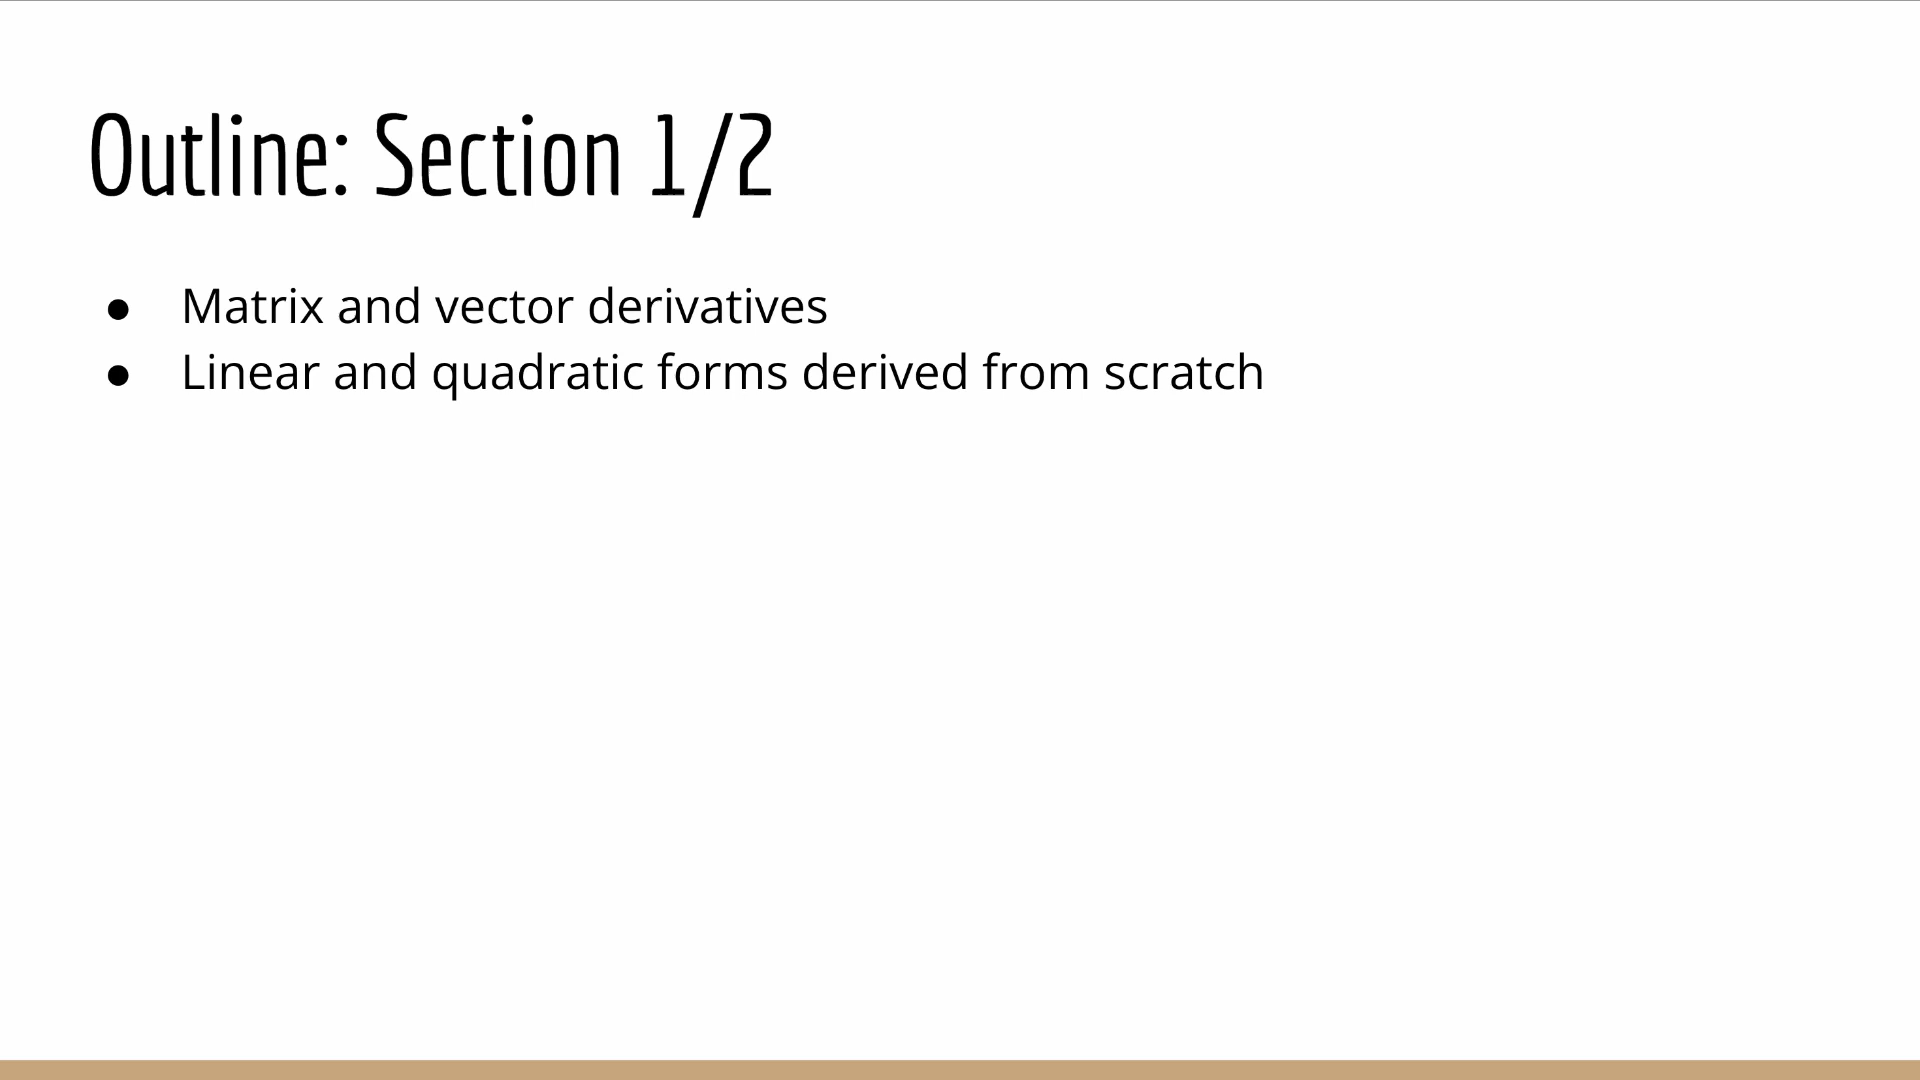 Outline: Section 1/2
● Matrix and vector derivatives
● Linear and quadratic forms derived from scratch